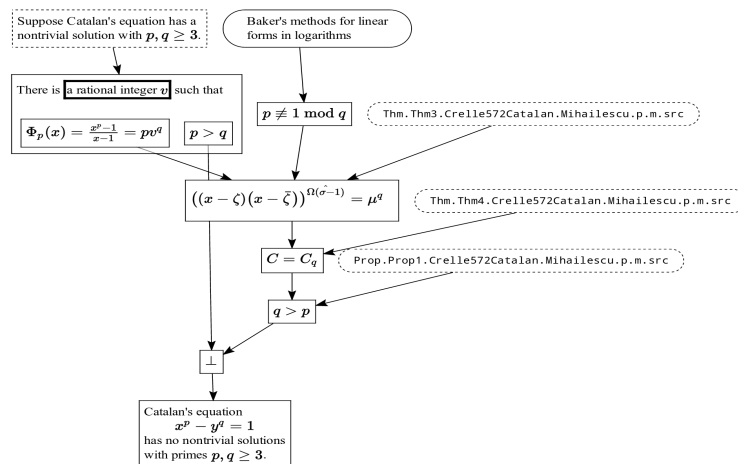 Suppose Catalan's equation has a
nontrivial solution with p, q ≥ 3.
Baker's methods for linear
forms in logarithms
There is a rational integer v such that
Φ_p(x) = \frac{x^p−1}{x−1} = pv^q
p > q
p ≢ 1 mod q
Thm.Thm3.Crelle572Catalan.Mihailescu.p.m.src
((x − ζ)(x − ζ̄))^{Ω(σ̂−1)} = μ^q
Thm.Thm4.Crelle572Catalan.Mihailescu.p.m.src
C = C_q
Prop.Prop1.Crelle572Catalan.Mihailescu.p.m.src
q > p
⊥
Catalan's equation
x^p − y^q = 1
has no nontrivial solutions
with primes p, q ≥ 3.